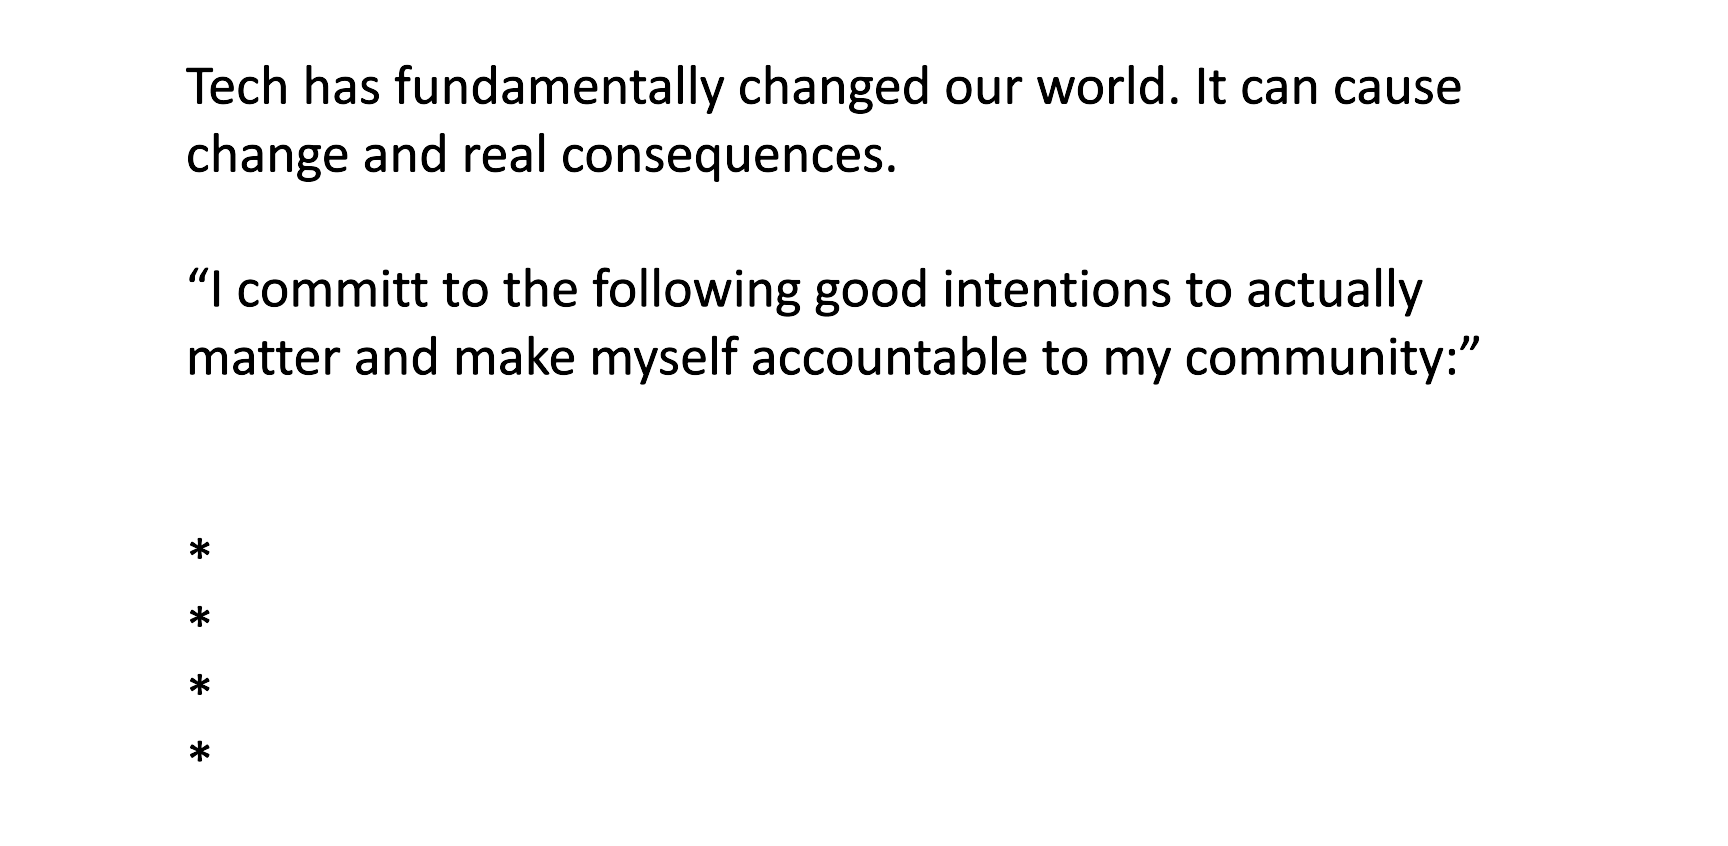 Tech has fundamentally changed our world. It can cause
change and real consequences.
“I committ to the following good intentions to actually
matter and make myself accountable to my community:”
*
*
*
*